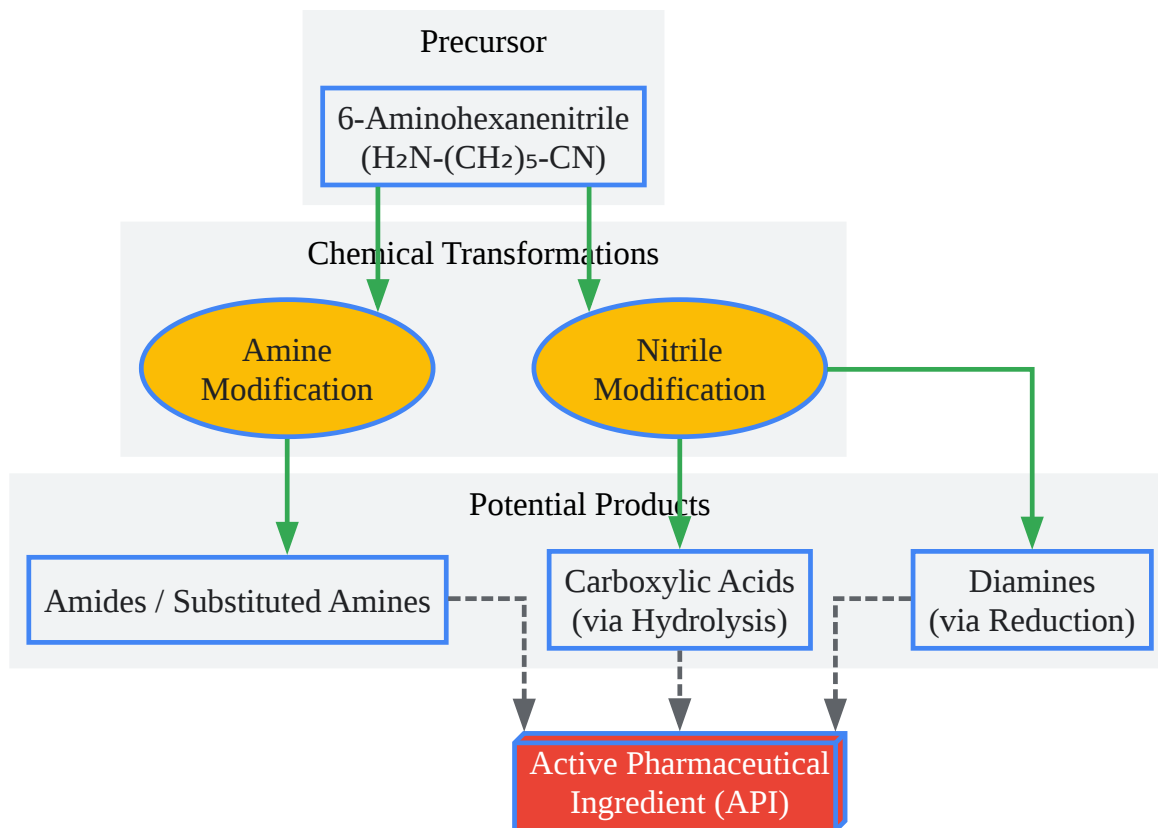 Precursor
6-Aminohexanenitrile
(H₂N-(CH₂)₅-CN)
Chemical Transformations
Amine
Modification
Nitrile
Modification
Potential Products
Amides / Substituted Amines
Carboxylic Acids
(via Hydrolysis)
Diamines
(via Reduction)
Active Pharmaceutical
Ingredient (API)